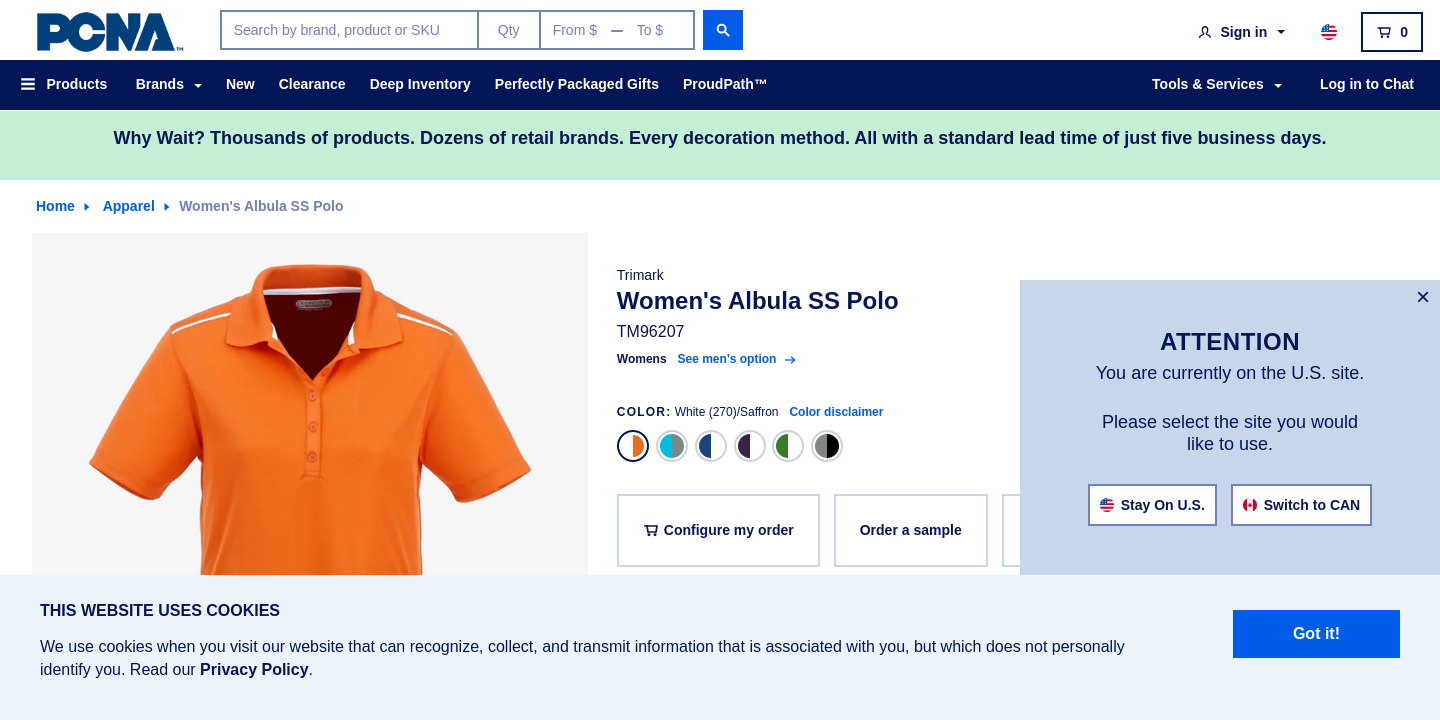 PCNA™
Search by brand, product or SKU
Qty
From $ — To $
Sign in
0
Products
Brands
New
Clearance
Deep Inventory
Perfectly Packaged Gifts
ProudPath™
Tools & Services
Log in to Chat
Why Wait? Thousands of products. Dozens of retail brands. Every decoration method. All with a standard lead time of just five business days.
Home
Apparel
Women's Albula SS Polo
Trimark
Women's Albula SS Polo
TM96207
Womens See men's option
COLOR: White (270)/Saffron Color disclaimer
Configure my order
Order a sample
ATTENTION
You are currently on the U.S. site.
Please select the site you would
like to use.
Stay On U.S.
Switch to CAN
THIS WEBSITE USES COOKIES
We use cookies when you visit our website that can recognize, collect, and transmit information that is associated with you, but which does not personally
identify you. Read our Privacy Policy.
Got it!